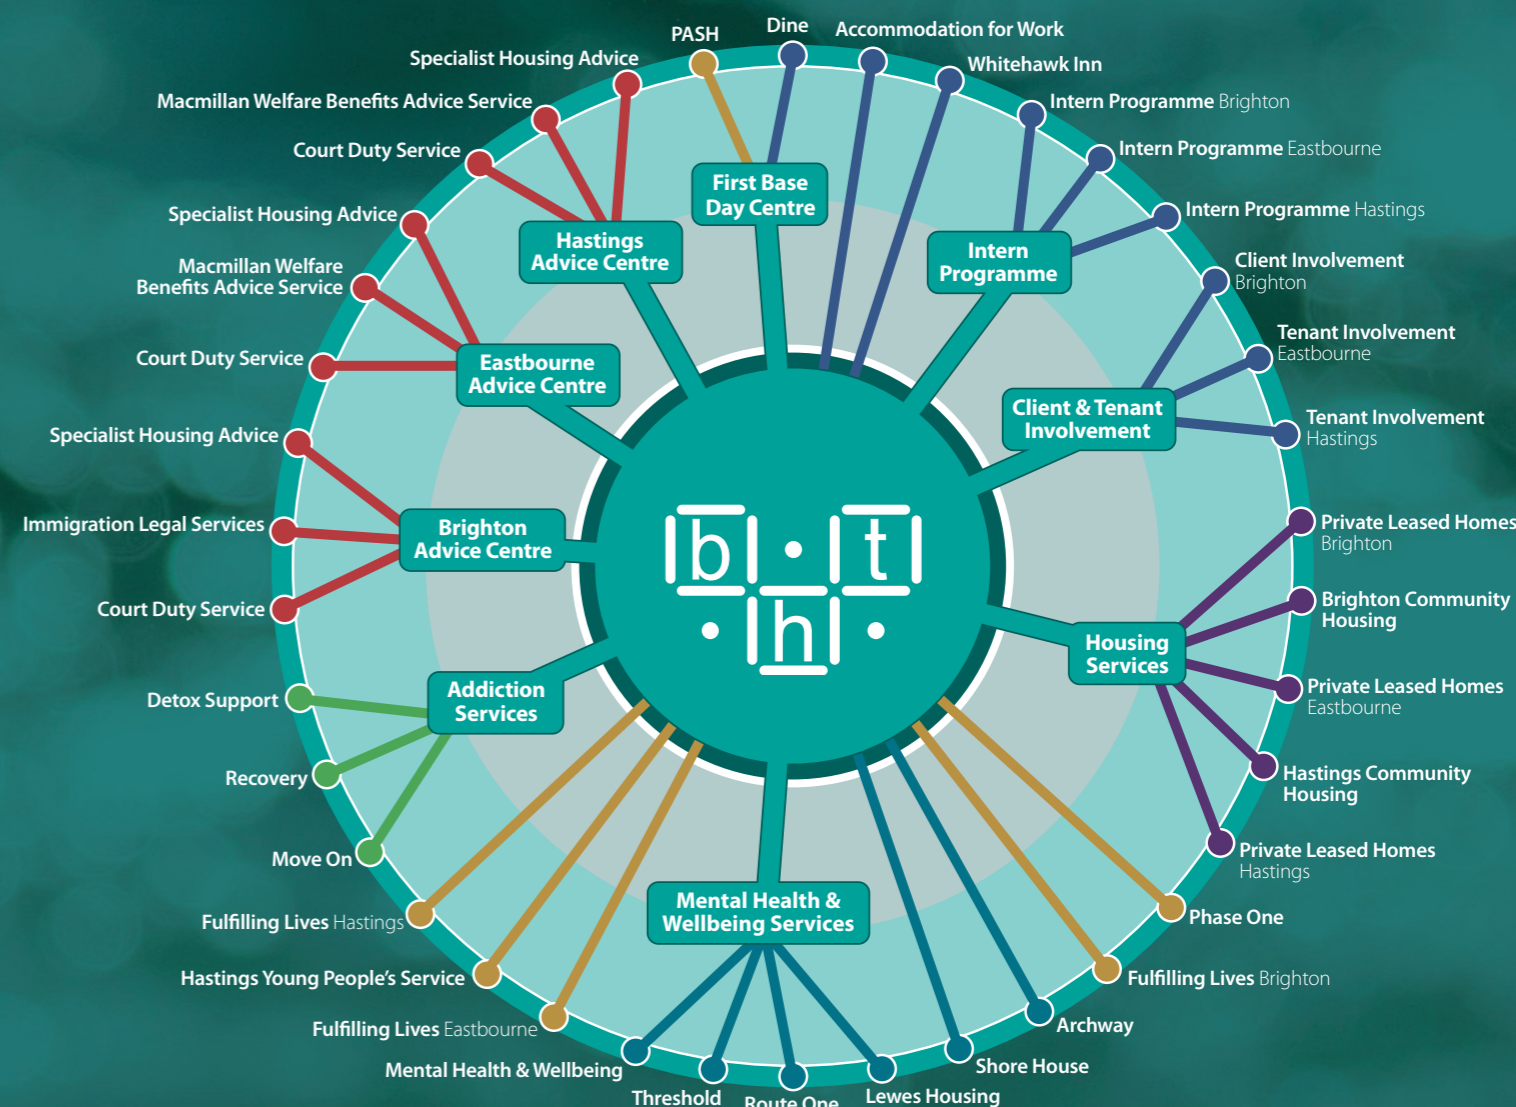 PASH
Dine
Accommodation for Work
Whitehawk Inn
Intern Programme Brighton
Intern Programme Eastbourne
Intern Programme Hastings
Client Involvement
Brighton
Tenant Involvement
Eastbourne
Tenant Involvement
Hastings
Private Leased Homes
Brighton
Brighton Community
Housing
Private Leased Homes
Eastbourne
Hastings Community
Housing
Private Leased Homes
Hastings
Phase One
Fulfilling Lives Brighton
Archway
Shore House
Lewes Housing
Route One
Threshold
Mental Health & Wellbeing
Fulfilling Lives Eastbourne
Hastings Young People’s Service
Fulfilling Lives Hastings
Move On
Recovery
Detox Support
Court Duty Service
Immigration Legal Services
Specialist Housing Advice
Court Duty Service
Macmillan Welfare
Benefits Advice Service
Specialist Housing Advice
Court Duty Service
Macmillan Welfare Benefits Advice Service
Specialist Housing Advice
First Base
Day Centre
Intern
Programme
Client & Tenant
Involvement
Housing
Services
Mental Health &
Wellbeing Services
Addiction
Services
Brighton
Advice Centre
Eastbourne
Advice Centre
Hastings
Advice Centre
b t
h